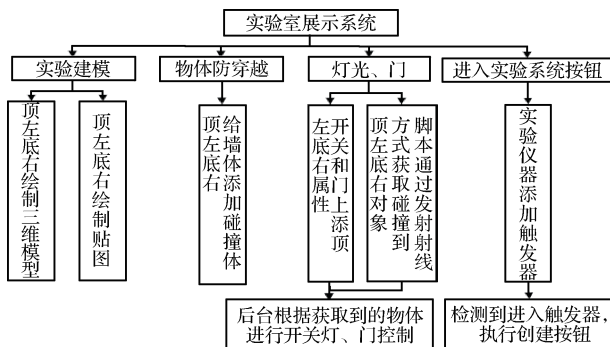 实验室展示系统
实验建模
物体防穿越
灯光、门
进入实验系统按钮
顶左底右绘制三维模型
顶左底右绘制贴图
给墙体添加碰撞体
顶左底右
开关和门上添顶
左底右属性
脚本通过发射射线
方式获取碰撞到
顶左底右对象
实验仪器添加触发器
后台根据获取到的物体
进行开关灯、门控制
检测到进入触发器，
执行创建按钮